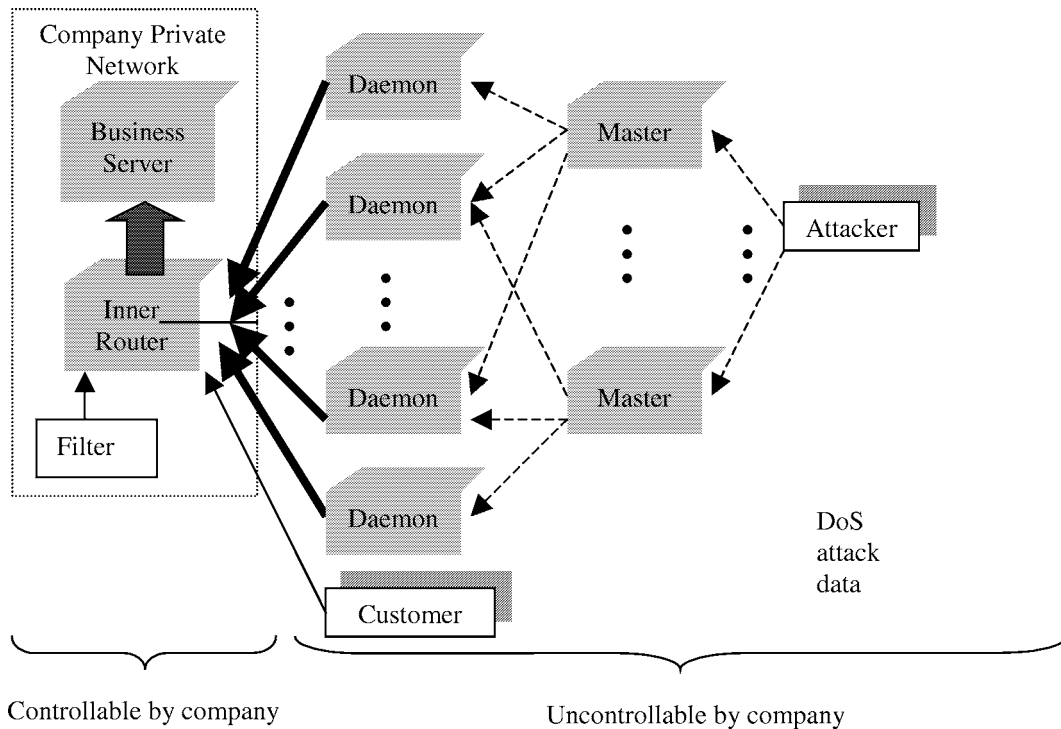 Company Private
Network
Business
Server
Inner
Router
Filter
Daemon
Daemon
Daemon
Daemon
Customer
Master
Master
Attacker
DoS
attack
data
Controllable by company
Uncontrollable by company